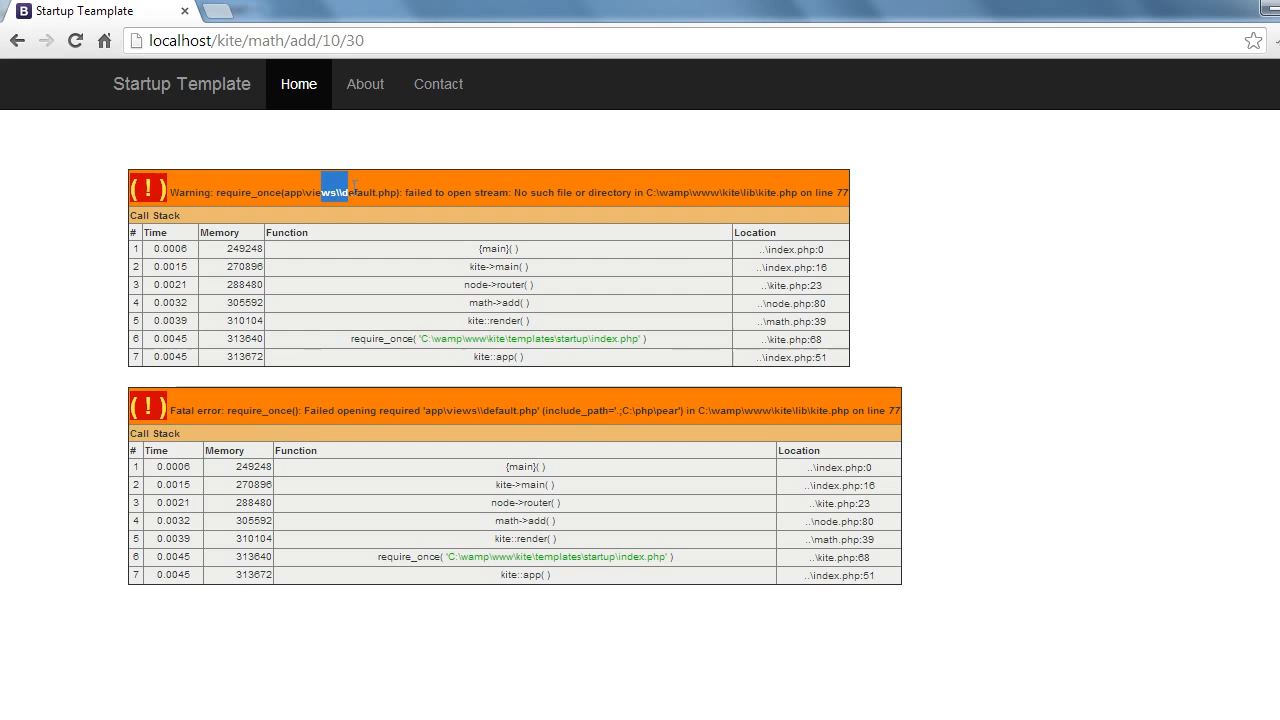 Startup Teamplate
localhost/kite/math/add/10/30
Startup Template Home About Contact
( ! ) Warning: require_once(app\views\\default.php): failed to open stream: No such file or directory in C:\wamp\www\kite\lib\kite.php on line 77
Call Stack
# Time Memory Function Location
1 0.0006 249248 {main}( ) ..\index.php:0
2 0.0015 270896 kite->main( ) ..\index.php:16
3 0.0021 288480 node->router( ) ..\kite.php:23
4 0.0032 305592 math->add( ) ..\node.php:80
5 0.0039 310104 kite::render( ) ..\math.php:39
6 0.0045 313640 require_once( 'C:\wamp\www\kite\templates\startup\index.php' ) ..\kite.php:68
7 0.0045 313672 kite::app( ) ..\index.php:51
( ! ) Fatal error: require_once(): Failed opening required 'app\views\\default.php' (include_path='.;C:\php\pear') in C:\wamp\www\kite\lib\kite.php on line 77
Call Stack
# Time Memory Function Location
1 0.0006 249248 {main}( ) ..\index.php:0
2 0.0015 270896 kite->main( ) ..\index.php:16
3 0.0021 288480 node->router( ) ..\kite.php:23
4 0.0032 305592 math->add( ) ..\node.php:80
5 0.0039 310104 kite::render( ) ..\math.php:39
6 0.0045 313640 require_once( 'C:\wamp\www\kite\templates\startup\index.php' ) ..\kite.php:68
7 0.0045 313672 kite::app( ) ..\index.php:51